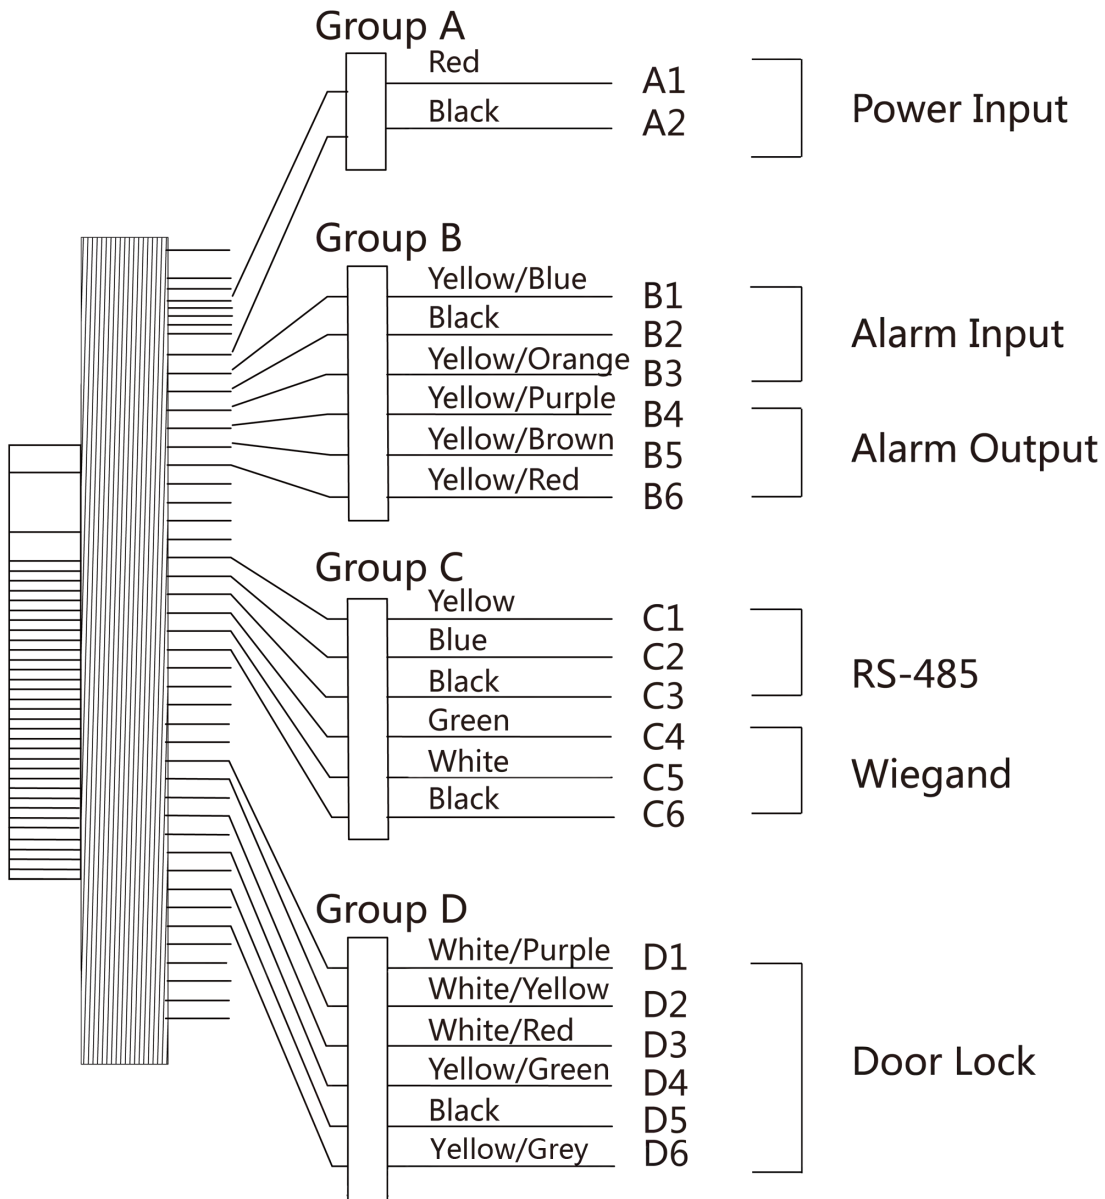 Group A
Red A1
Black A2
Power Input
Group B
Yellow/Blue B1
Black B2
Yellow/Orange B3
Alarm Input
Yellow/Purple B4
Yellow/Brown B5
Yellow/Red B6
Alarm Output
Group C
Yellow C1
Blue C2
Black C3
RS-485
Green C4
White C5
Black C6
Wiegand
Group D
White/Purple D1
White/Yellow D2
White/Red D3
Yellow/Green D4
Black D5
Yellow/Grey D6
Door Lock